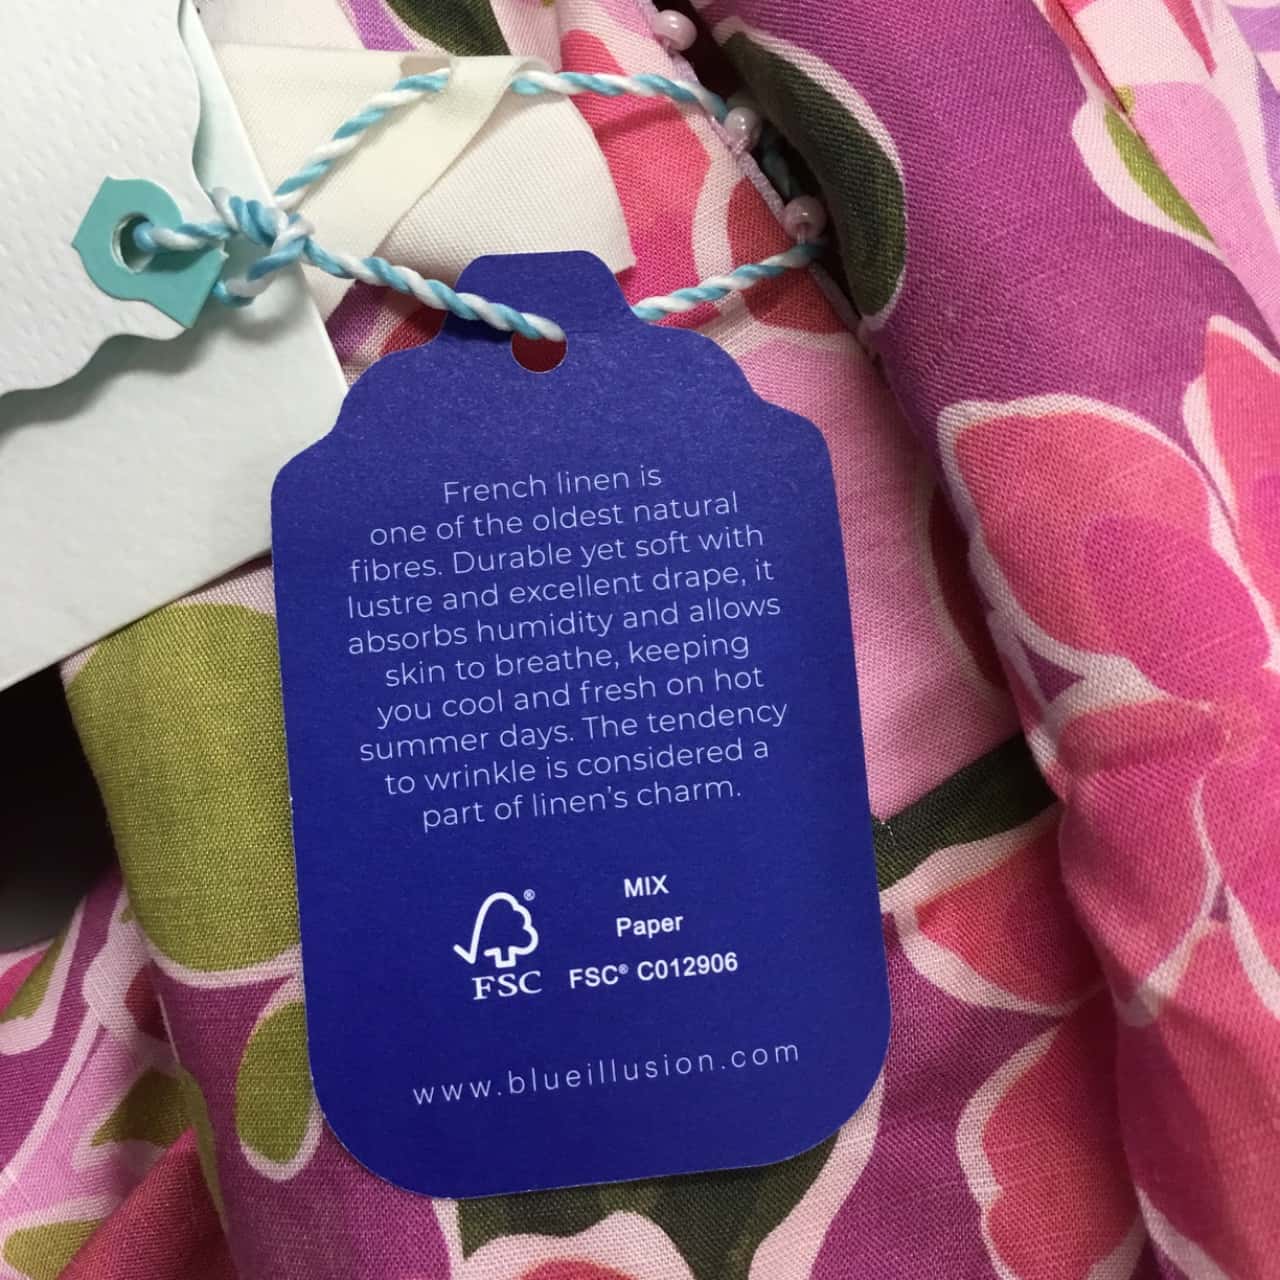 French linen is
one of the oldest natural
fibres. Durable yet soft with
lustre and excellent drape, it
absorbs humidity and allows
skin to breathe, keeping
you cool and fresh on hot
summer days. The tendency
to wrinkle is considered a
part of linen's charm.
®
FSC
MIX
Paper
FSC® C012906
www.blueillusion.com